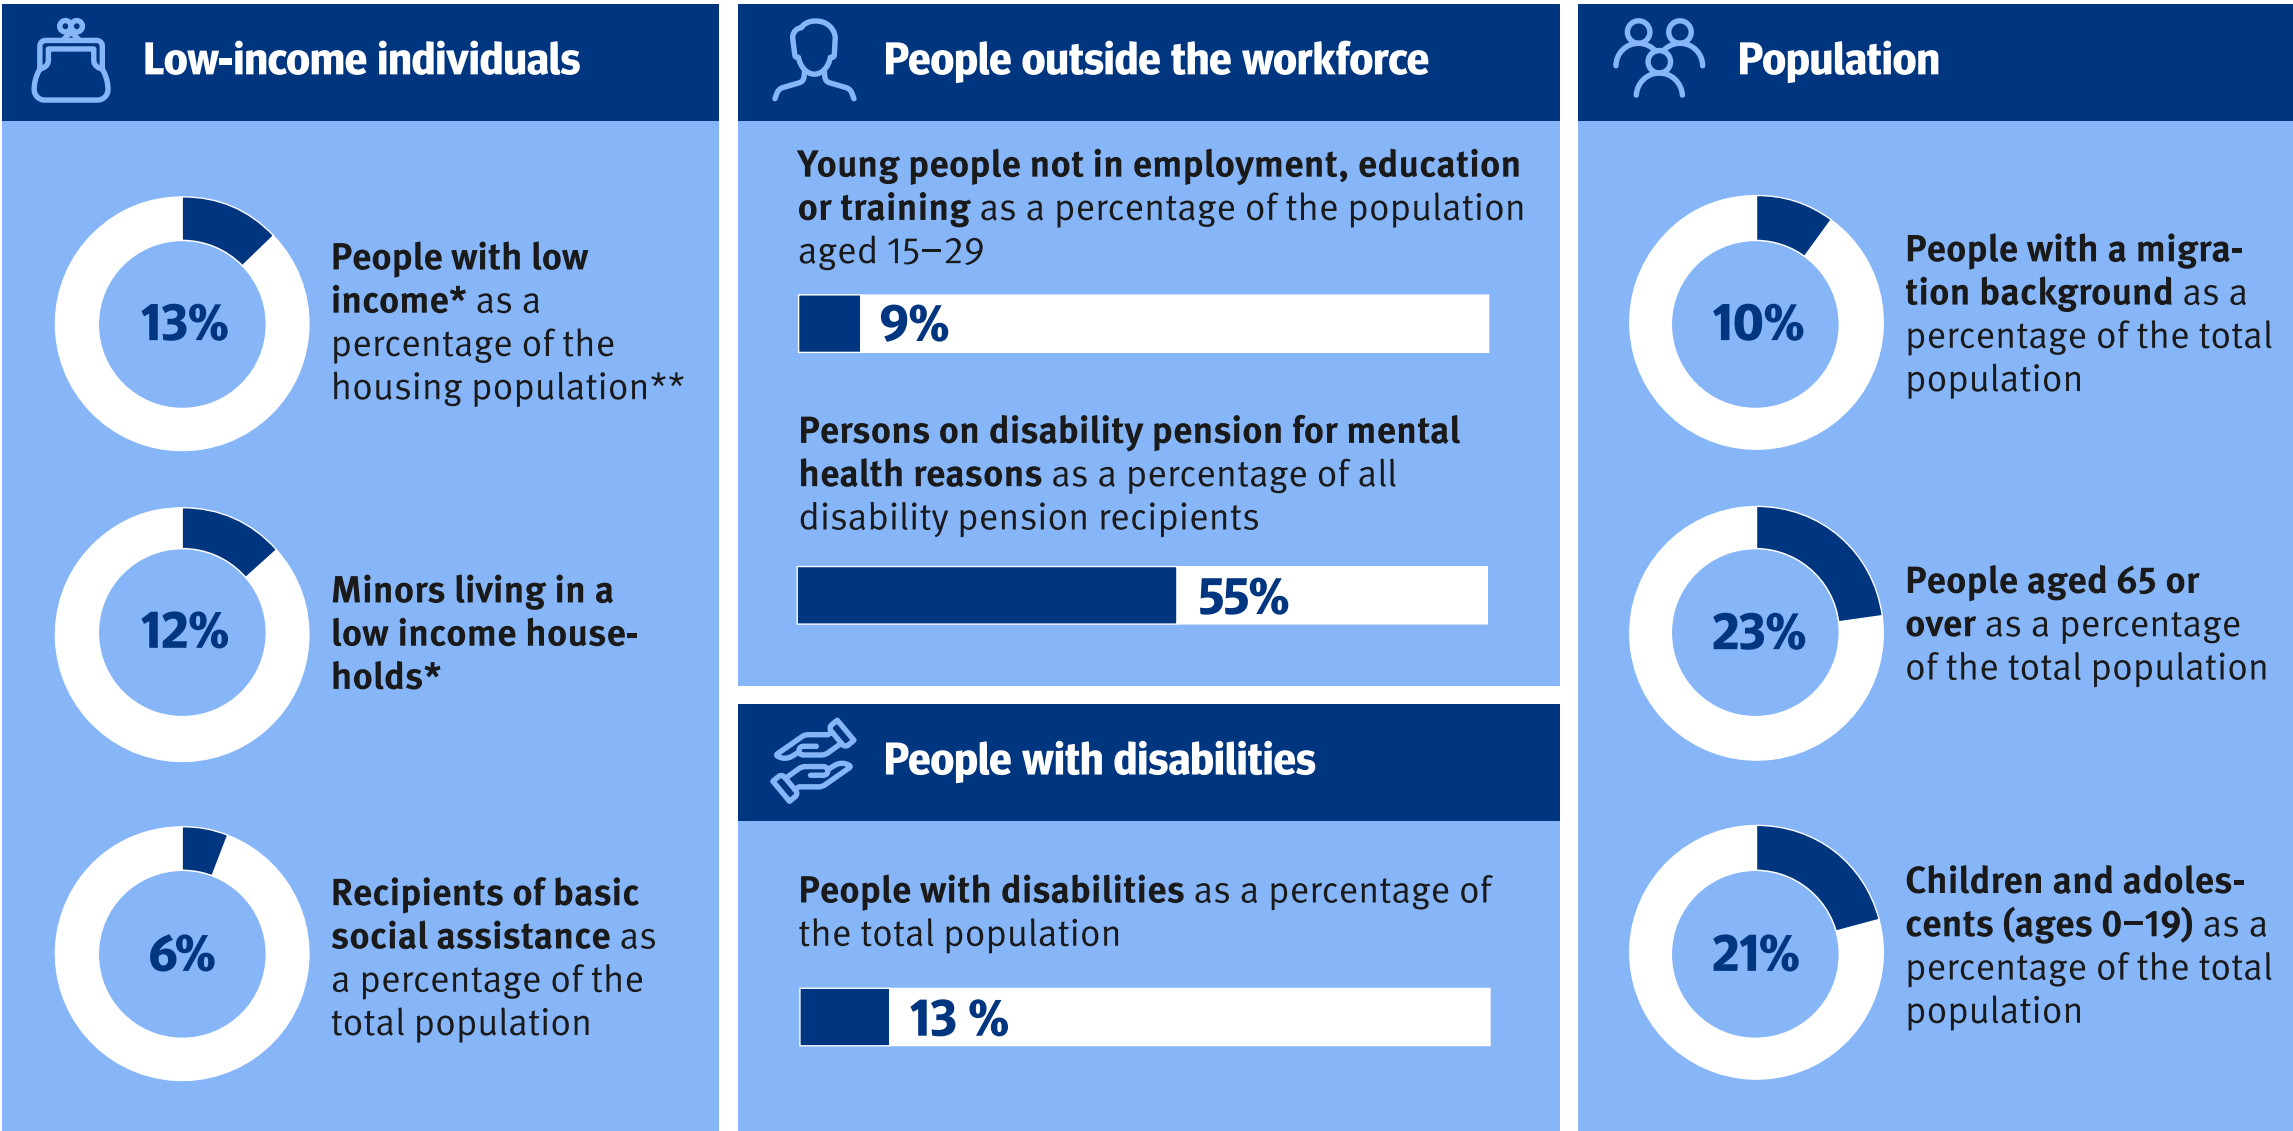 Low-income individuals
13%
People with low
income* as a
percentage of the
housing population**
12%
Minors living in a
low income house-
holds*
6%
Recipients of basic
social assistance as
a percentage of the
total population
People outside the workforce
Young people not in employment, education
or training as a percentage of the population
aged 15–29
9%
Persons on disability pension for mental
health reasons as a percentage of all
disability pension recipients
55%
People with disabilities
People with disabilities as a percentage of
the total population
13 %
Population
10%
People with a migra-
tion background as a
percentage of the total
population
23%
People aged 65 or
over as a percentage
of the total population
21%
Children and adoles-
cents (ages 0–19) as a
percentage of the total
population